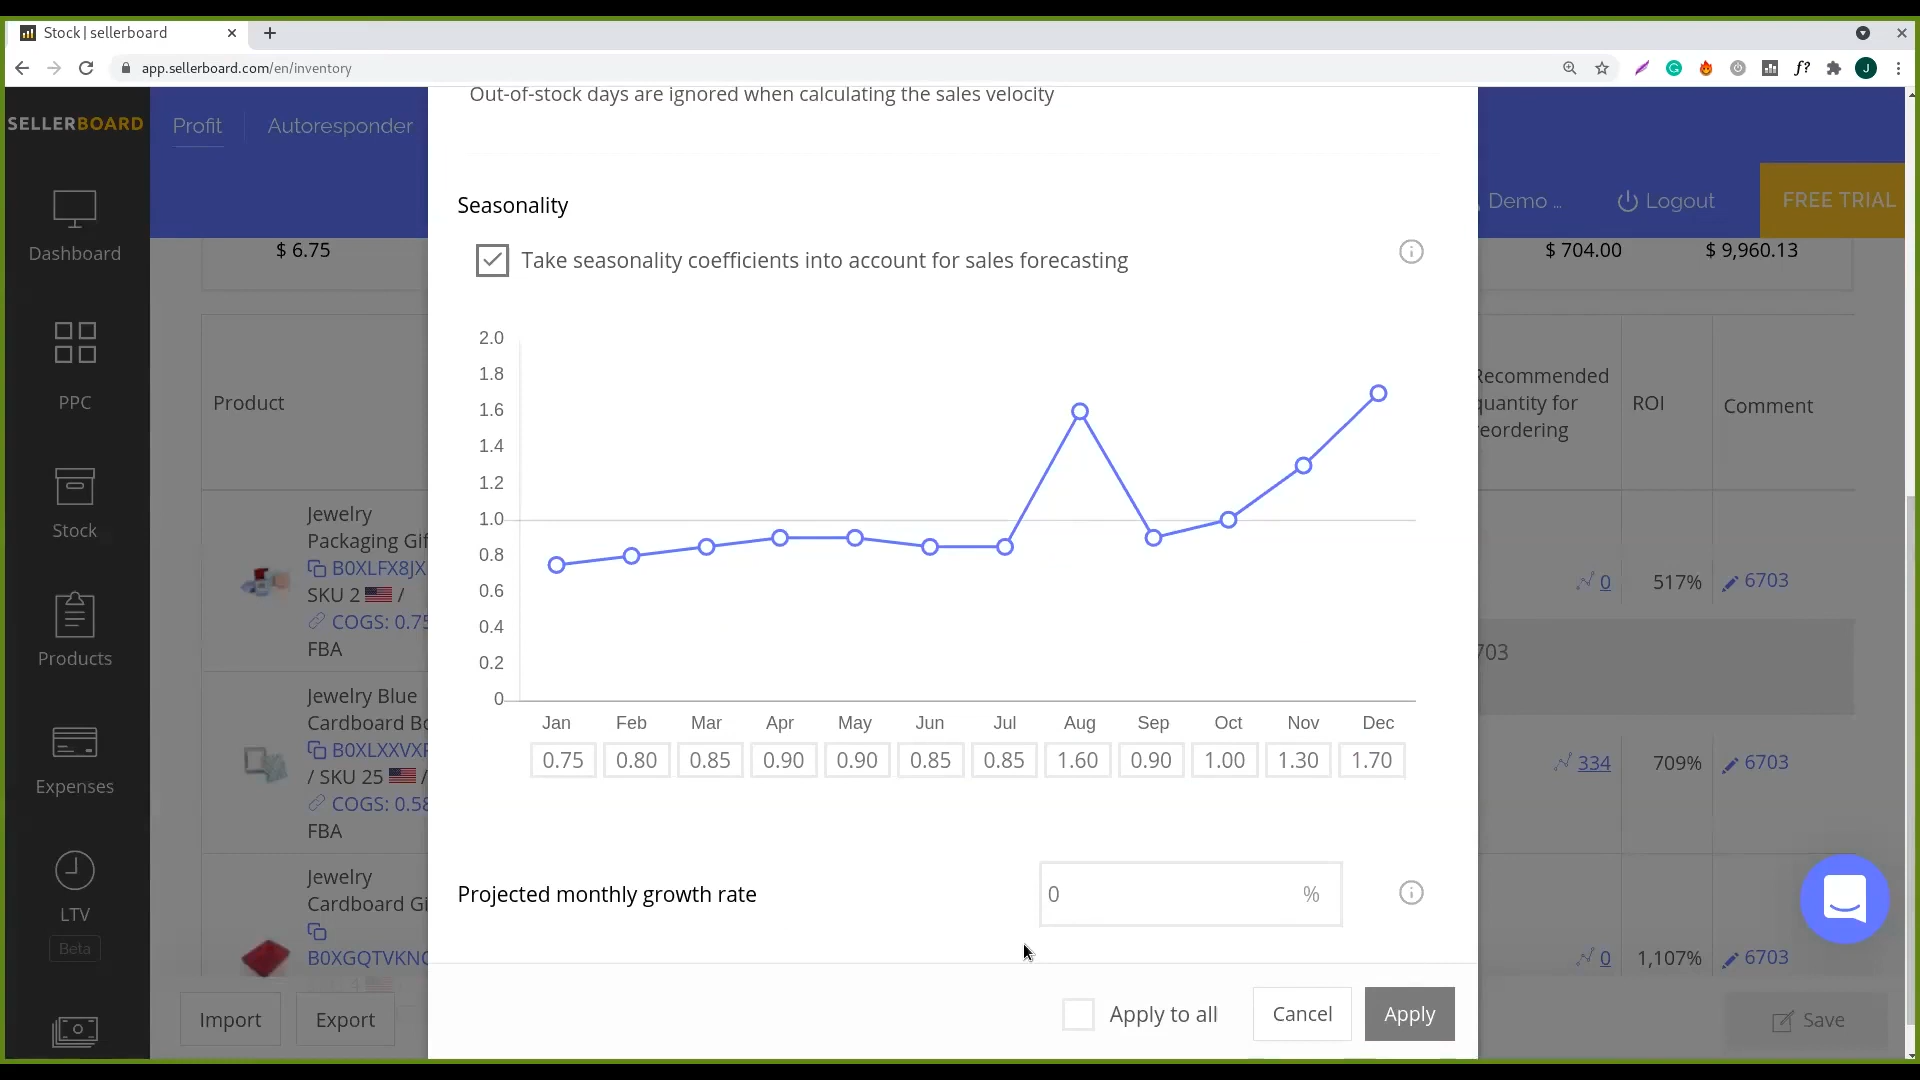 Stock | sellerboard
app.sellerboard.com/en/inventory
SELLERBOARD
Profit
Autoresponder
Demo ...
Logout
FREE TRIAL
Dashboard
PPC
Stock
Products
Expenses
LTV
Beta
$ 6.75
$ 704.00
$ 9,960.13
Product
Recommended
quantity for
reordering
ROI
Comment
Jewelry
Packaging Gif
B0XLFX8JX
SKU 2 /
COGS: 0.75
FBA
0
517%
6703
703
Jewelry Blue
Cardboard Bo
B0XLXXVXF
/ SKU 25 /
COGS: 0.58
FBA
334
709%
6703
Jewelry
Cardboard Gi
B0XGQTVKNC
0
1,107%
6703
Import
Export
Save
Out-of-stock days are ignored when calculating the sales velocity
Seasonality
Take seasonality coefficients into account for sales forecasting
2.0
1.8
1.6
1.4
1.2
1.0
0.8
0.6
0.4
0.2
0
Jan Feb Mar Apr May Jun Jul Aug Sep Oct Nov Dec
0.75 0.80 0.85 0.90 0.90 0.85 0.85 1.60 0.90 1.00 1.30 1.70
Projected monthly growth rate
0 %
Apply to all
Cancel
Apply